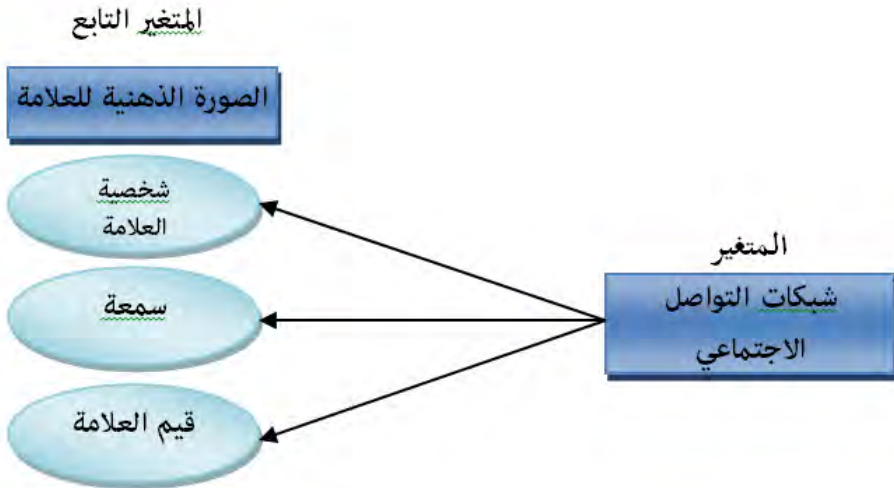 المتغير التابع
الصورة الذهنية للعلامة
شخصية
العلامة
سمعة
قيم العلامة
المتغير
شبكات التواصل
الاجتماعي